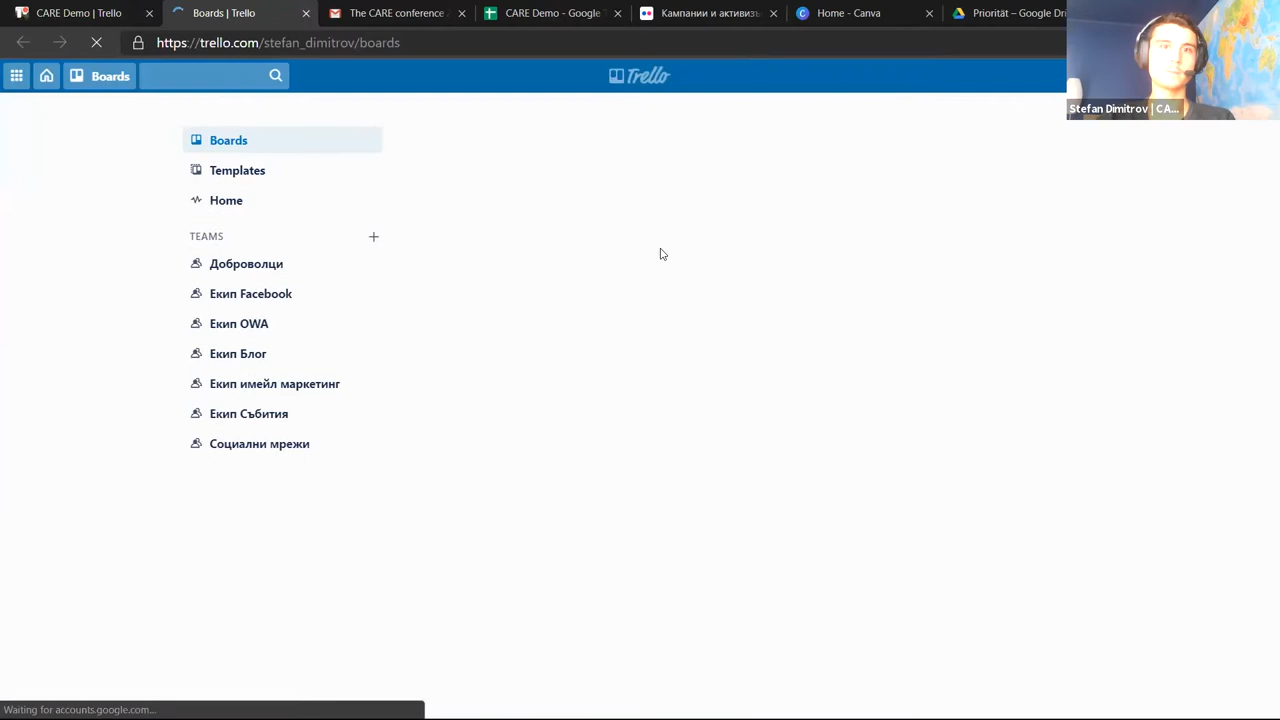 CARE Demo | Trello
Boards | Trello
The CARE conference
CARE Demo - Google
Кампании и активизъ
Home - Canva
Priorität – Google Dri
https://trello.com/stefan_dimitrov/boards
Boards
Trello
Stefan Dimitrov | CA...
Boards
Templates
Home
TEAMS
Доброволци
Екип Facebook
Екип OWA
Екип Блог
Екип имейл маркетинг
Екип Събития
Социални мрежи
Waiting for accounts.google.com...